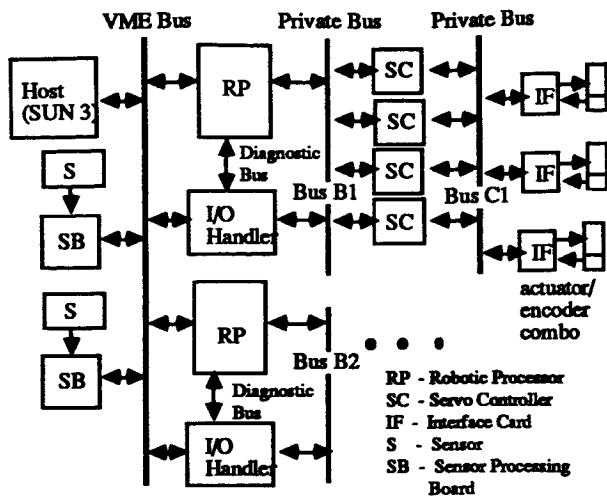 VME Bus
Private Bus
Private Bus
Host
(SUN 3)
RP
SC
SC
SC
SC
IF
IF
IF
S
SB
Diagnostic
Bus
I/O
Handler
Bus B1
Bus C1
actuator/
encoder
combo
S
SB
RP
Diagnostic
Bus
I/O
Handler
Bus B2
• • •
RP - Robotic Processor
SC - Servo Controller
IF - Interface Card
S - Sensor
SB - Sensor Processing
Board